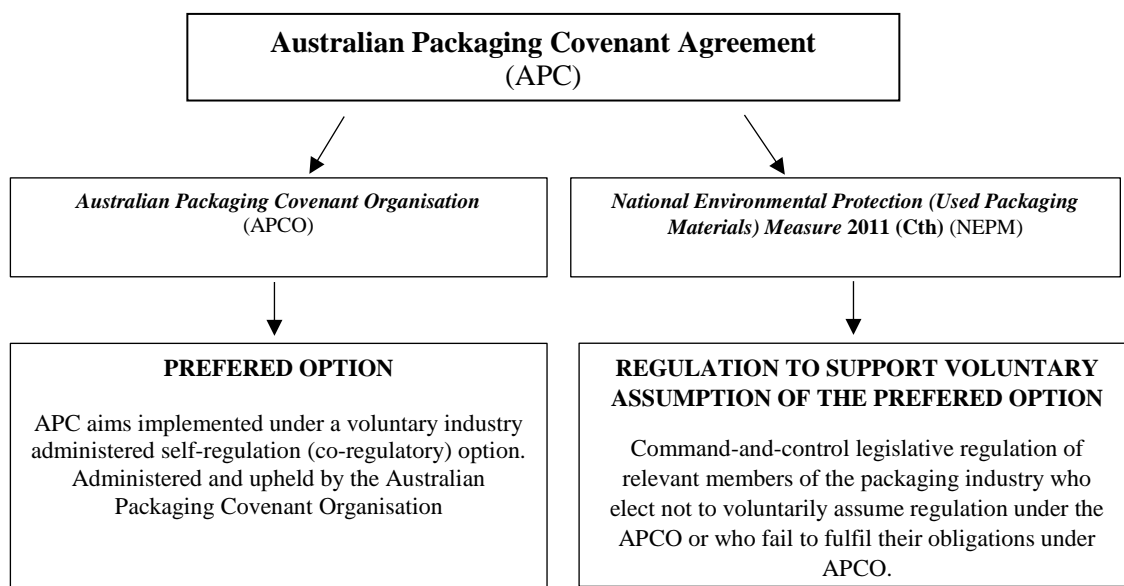 Australian Packaging Covenant Agreement
(APC)
Australian Packaging Covenant Organisation
(APCO)
National Environmental Protection (Used Packaging
Materials) Measure 2011 (Cth) (NEPM)
PREFERED OPTION
APC aims implemented under a voluntary industry
administered self-regulation (co-regulatory) option.
Administered and upheld by the Australian
Packaging Covenant Organisation
REGULATION TO SUPPORT VOLUNTARY
ASSUMPTION OF THE PREFERED OPTION
Command-and-control legislative regulation of
relevant members of the packaging industry who
elect not to voluntarily assume regulation under the
APCO or who fail to fulfil their obligations under
APCO.